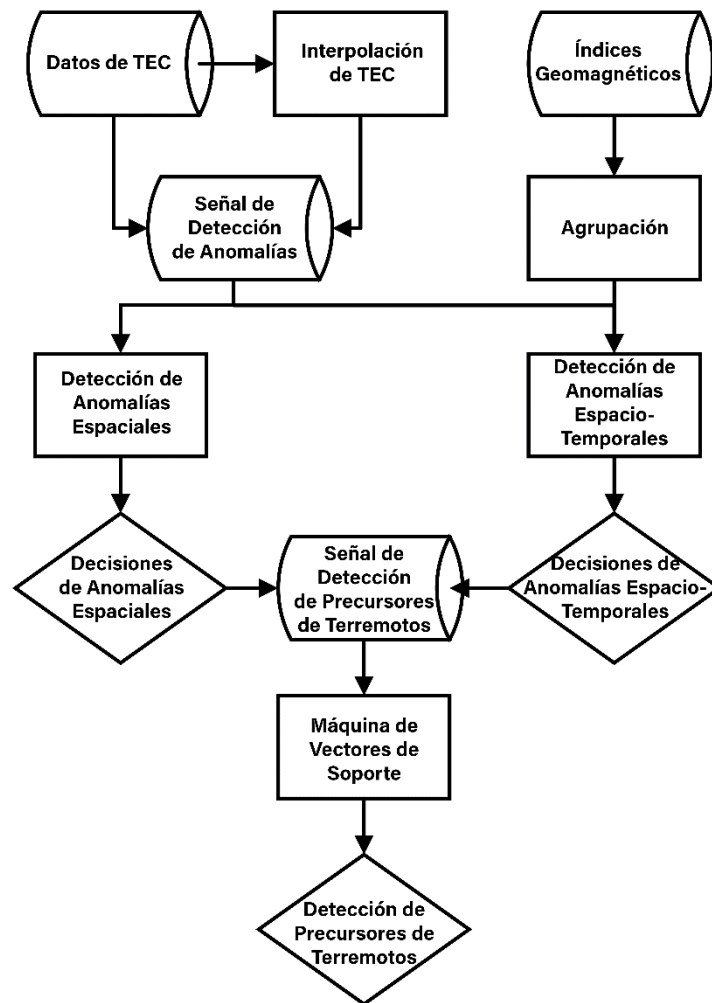 Datos de TEC
Interpolación
de TEC
Índices
Geomagnéticos
Señal de
Detección
de Anomalías
Agrupación
Detección de
Anomalías
Espaciales
Detección de
Anomalías
Espacio-
Temporales
Decisiones
de Anomalías
Espaciales
Señal de
Detección
de Precursores
de Terremotos
Decisiones de
Anomalías Espacio-
Temporales
Máquina de
Vectores de
Soporte
Detección de
Precursores de
Terremotos